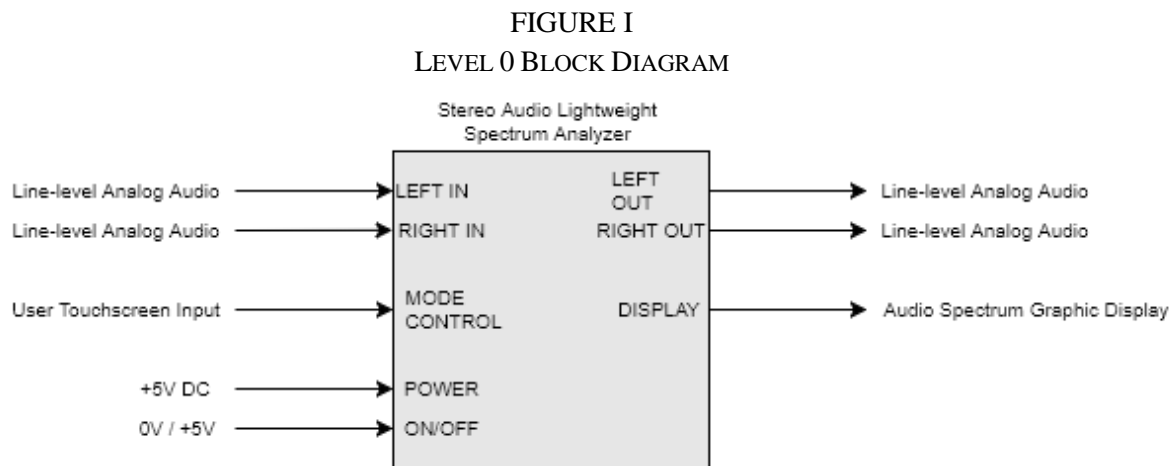 FIGURE I
LEVEL 0 BLOCK DIAGRAM
Stereo Audio Lightweight
Spectrum Analyzer
Line-level Analog Audio
LEFT IN
LEFT
OUT
Line-level Analog Audio
Line-level Analog Audio
RIGHT IN
RIGHT OUT
Line-level Analog Audio
User Touchscreen Input
MODE
CONTROL
DISPLAY
Audio Spectrum Graphic Display
+5V DC
POWER
0V / +5V
ON/OFF